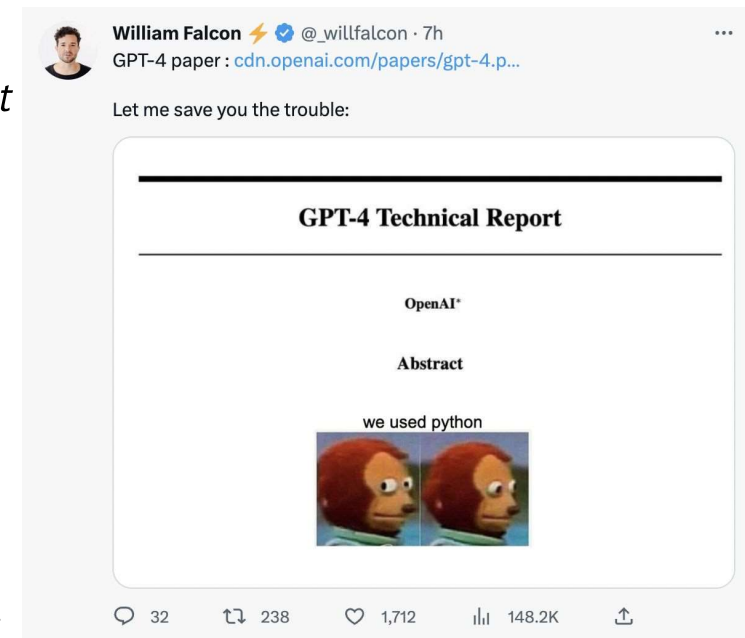 William Falcon ⚡ @_willfalcon · 7h
GPT-4 paper : cdn.openai.com/papers/gpt-4.p...
t
Let me save you the trouble:
GPT-4 Technical Report
OpenAI*
Abstract
we used python
32 238 1,712 148.2K